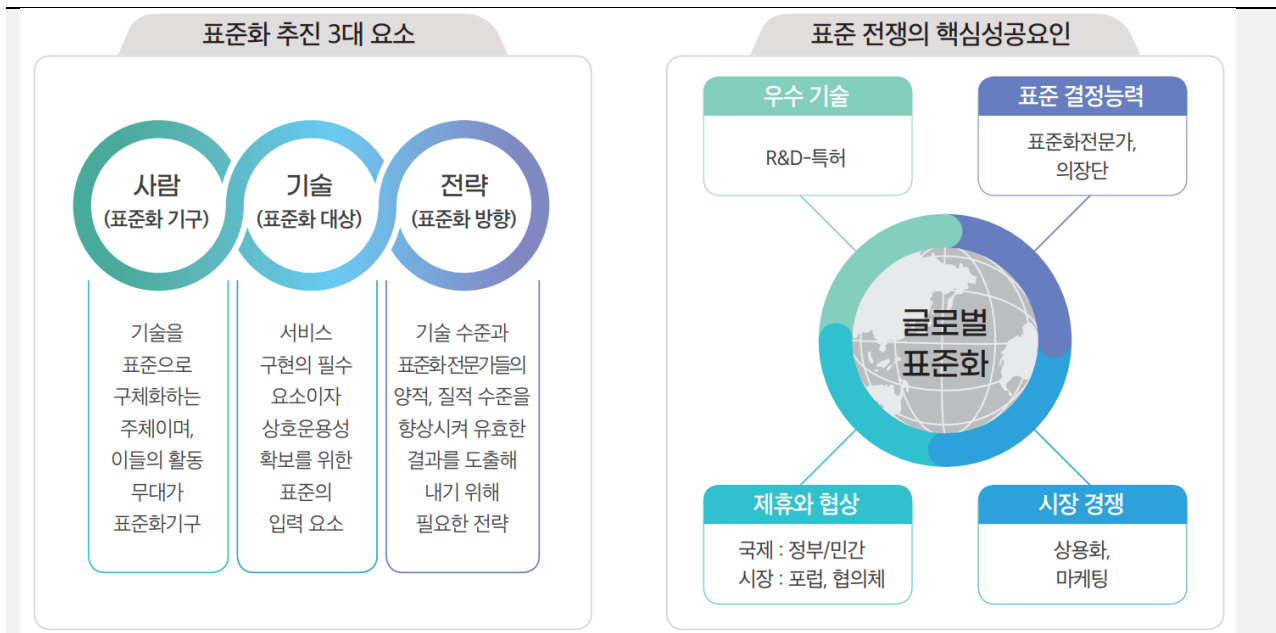 표준화 추진 3대 요소
사람
(표준화 기구)
기술
(표준화 대상)
전략
(표준화 방향)
기술을
표준으로
구체화하는
주체이며,
이들의 활동
무대가
표준화기구
서비스
구현의 필수
요소이자
상호운용성
확보를 위한
표준의
입력 요소
기술 수준과
표준화전문가들의
양적, 질적 수준을
향상시켜 유효한
결과를 도출해
내기 위해
필요한 전략
표준 전쟁의 핵심성공요인
우수 기술
R&D-특허
표준 결정능력
표준화전문가,
의장단
글로벌
표준화
제휴와 협상
국제 : 정부/민간
시장 : 포럼, 협의체
시장 경쟁
상용화,
마케팅